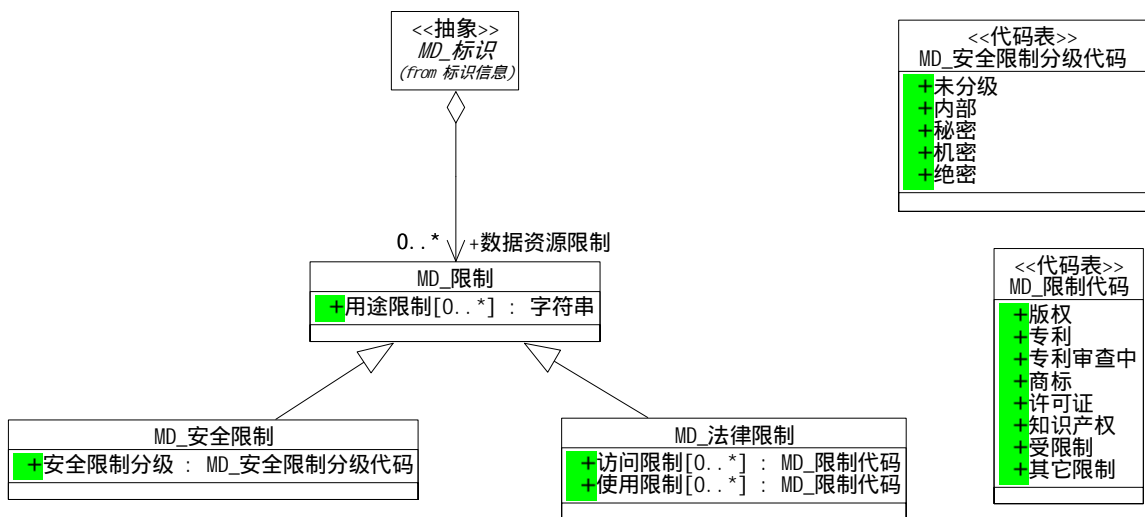 <<抽象>>
MD_标识
(from 标识信息)
0..* +数据资源限制
MD_限制
+用途限制[0..*] : 字符串
MD_安全限制
+安全限制分级 : MD_安全限制分级代码
MD_法律限制
+访问限制[0..*] : MD_限制代码
+使用限制[0..*] : MD_限制代码
<<代码表>>
MD_安全限制分级代码
+未分级
+内部
+秘密
+机密
+绝密
<<代码表>>
MD_限制代码
+版权
+专利
+专利审查中
+商标
+许可证
+知识产权
+受限制
+其它限制